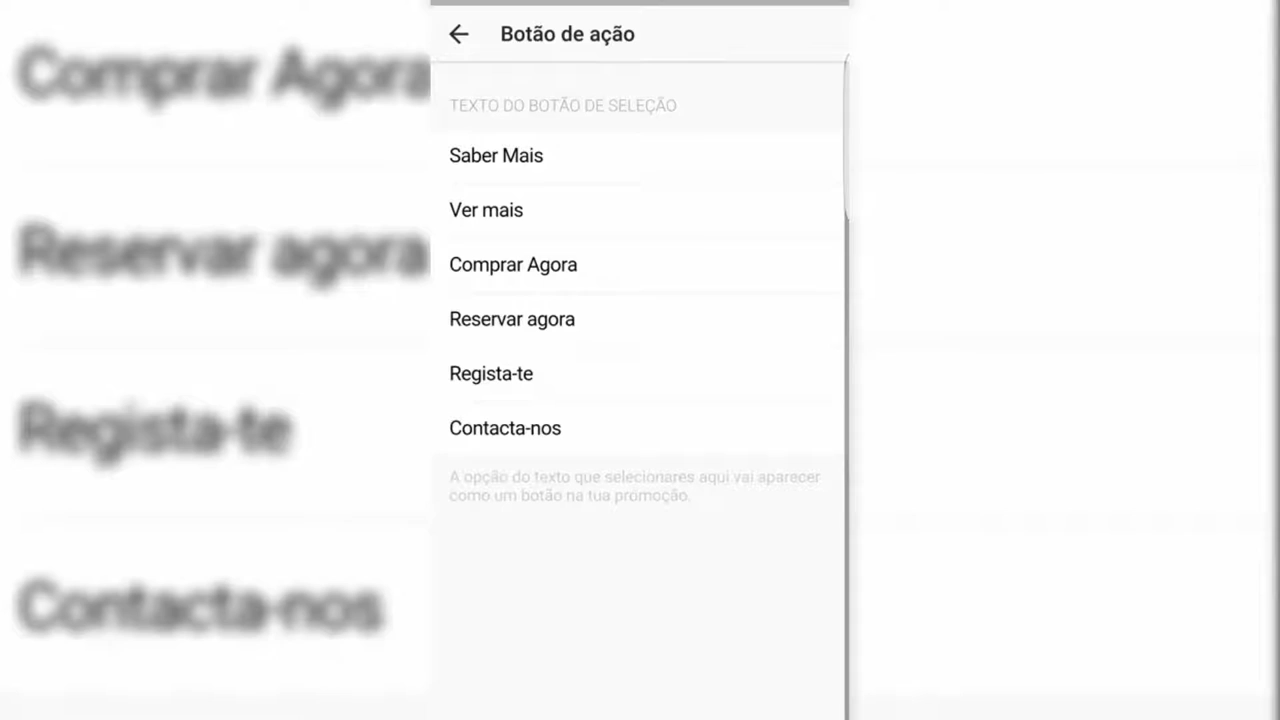 Botão de ação
TEXTO DO BOTÃO DE SELEÇÃO
Saber Mais
Ver mais
Comprar Agora
Reservar agora
Regista-te
Contacta-nos
A opção do texto que selecionares aqui vai aparecer
como um botão na tua promoção.
Comprar Agora
Reservar agora
Regista-te
Contacta-nos